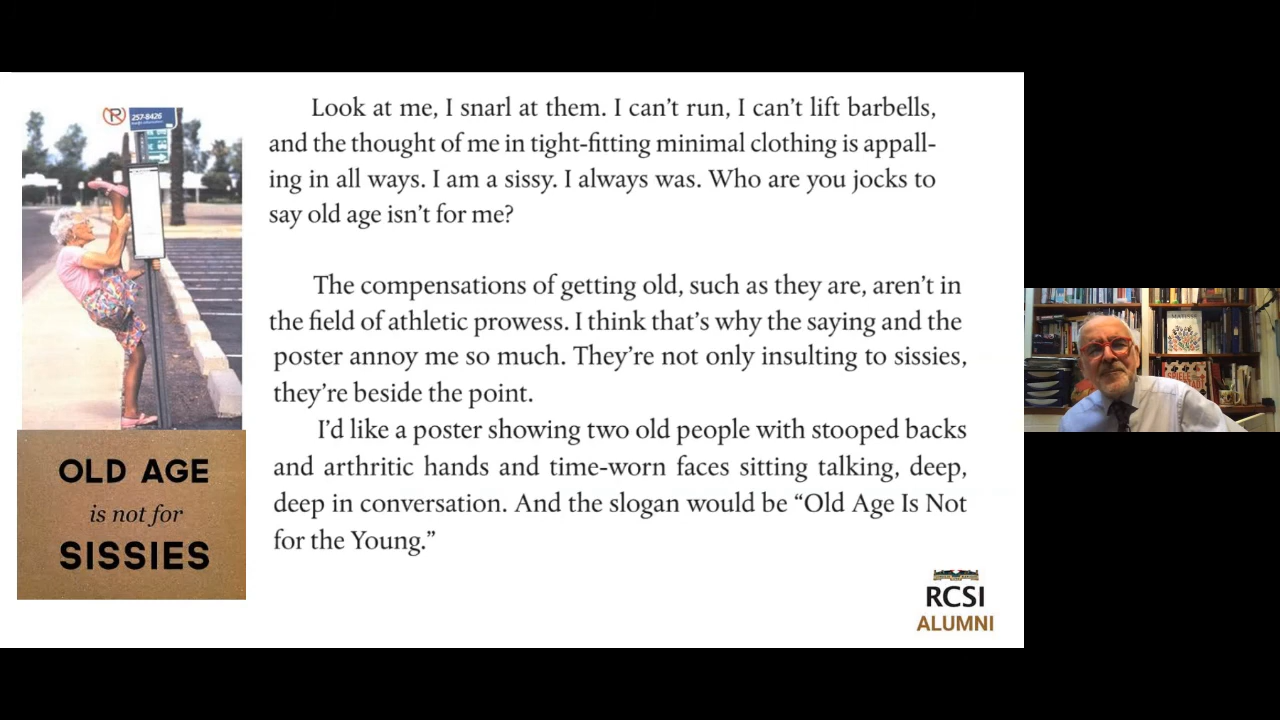 257-8426
OLD AGE
is not for
SISSIES
Look at me, I snarl at them. I can’t run, I can’t lift barbells,
and the thought of me in tight-fitting minimal clothing is appall-
ing in all ways. I am a sissy. I always was. Who are you jocks to
say old age isn’t for me?
The compensations of getting old, such as they are, aren’t in
the field of athletic prowess. I think that’s why the saying and the
poster annoy me so much. They’re not only insulting to sissies,
they’re beside the point.
I’d like a poster showing two old people with stooped backs
and arthritic hands and time-worn faces sitting talking, deep,
deep in conversation. And the slogan would be “Old Age Is Not
for the Young.”
RCSI
ALUMNI